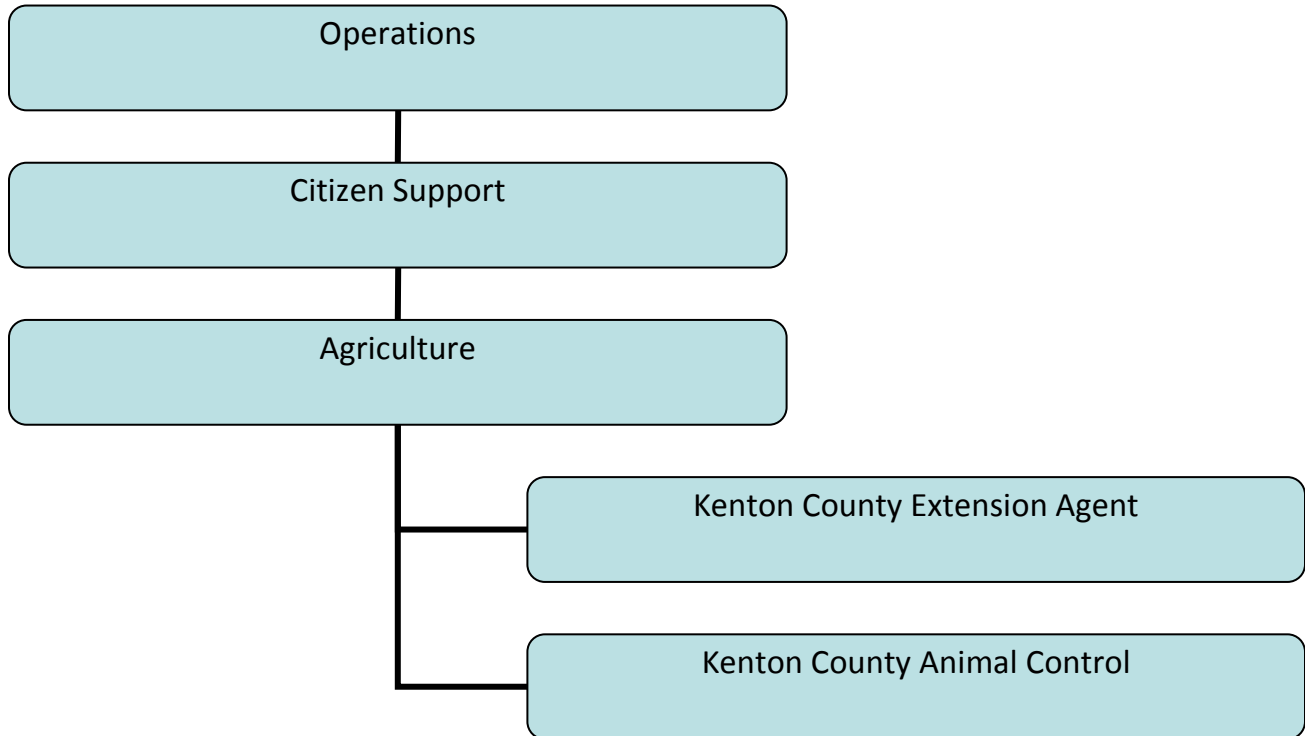 Operations
Citizen Support
Agriculture
Kenton County Extension Agent
Kenton County Animal Control